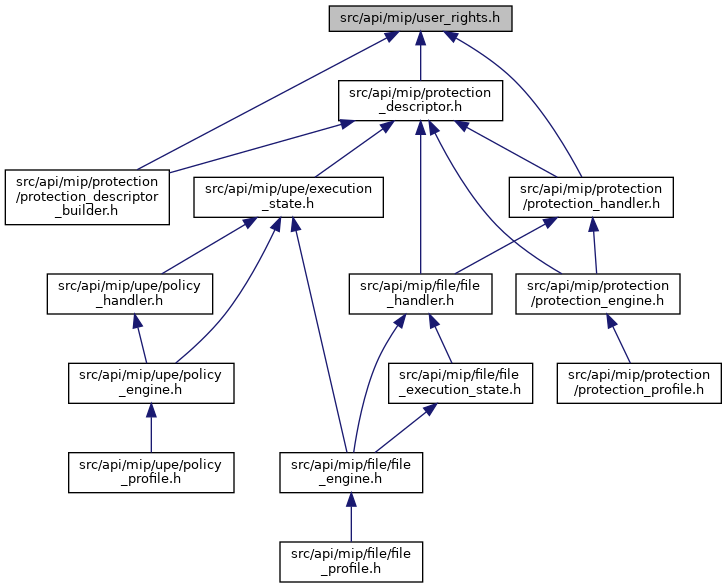 src/api/mip/user_rights.h
src/api/mip/protection
_descriptor.h
src/api/mip/protection
/protection_descriptor
_builder.h
src/api/mip/upe/execution
_state.h
src/api/mip/protection
/protection_handler.h
src/api/mip/upe/policy
_handler.h
src/api/mip/file/file
_handler.h
src/api/mip/protection
/protection_engine.h
src/api/mip/upe/policy
_engine.h
src/api/mip/file/file
_execution_state.h
src/api/mip/protection
/protection_profile.h
src/api/mip/upe/policy
_profile.h
src/api/mip/file/file
_engine.h
src/api/mip/file/file
_profile.h